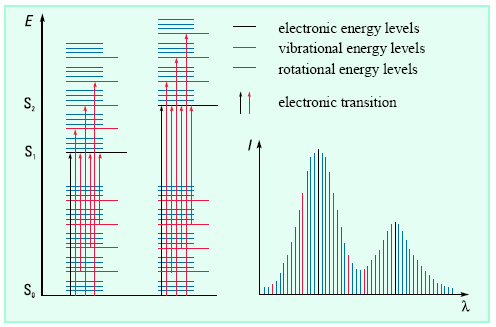 E
electronic energy levels
vibrational energy levels
rotational energy levels
electronic transition
S2
S1
S0
I
λ